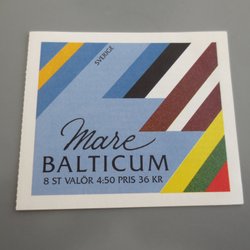 SVERIGE
Mare
BALTICUM
8 ST VALÖR 4:50 PRIS 36 KR